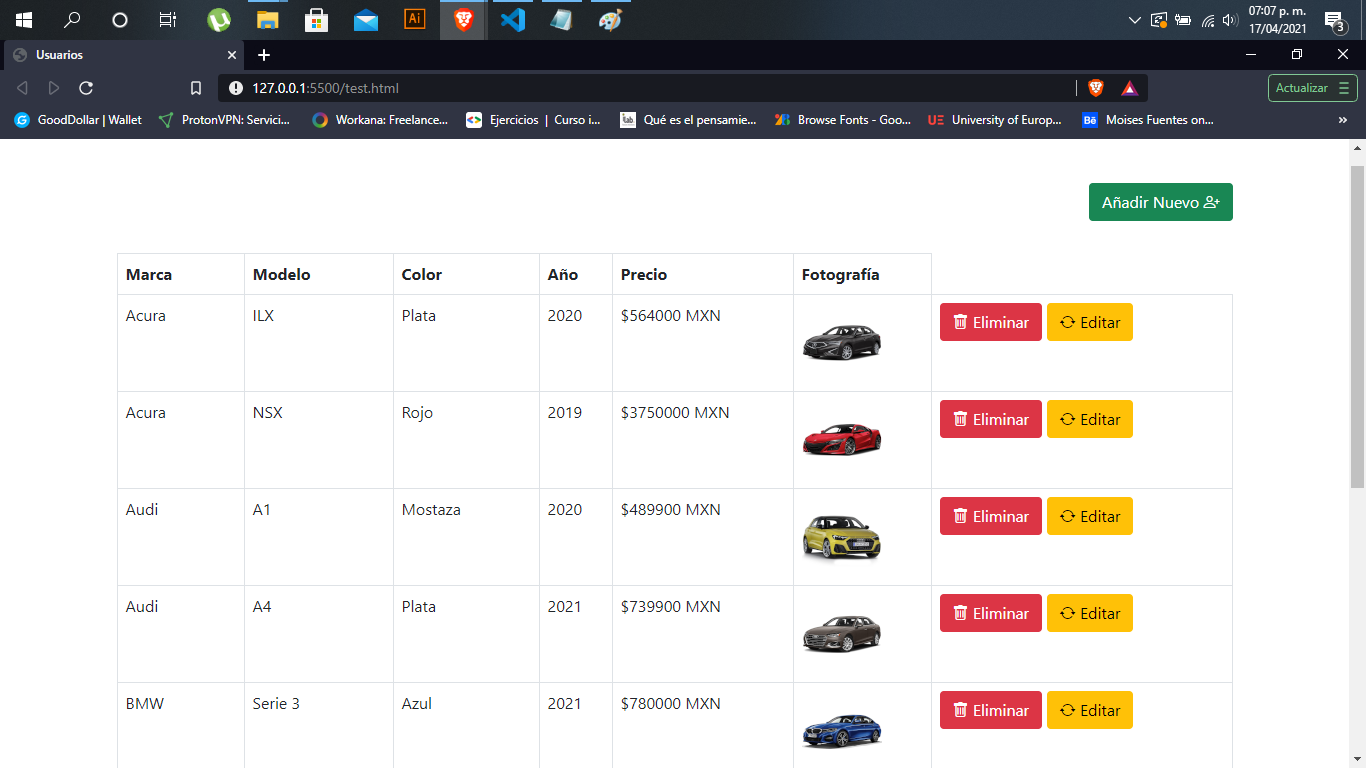 07:07 p. m.
17/04/2021
3
Usuarios
127.0.0.1:5500/test.html
Actualizar
GoodDollar | Wallet
ProtonVPN: Servici...
Workana: Freelance...
Ejercicios | Curso i...
Qué es el pensamie...
Browse Fonts - Goo...
UE University of Europ...
Bē Moises Fuentes on...
»
Añadir Nuevo
Marca Modelo Color Año Precio Fotografía
Acura ILX Plata 2020 $564000 MXN Eliminar Editar
Acura NSX Rojo 2019 $3750000 MXN Eliminar Editar
Audi A1 Mostaza 2020 $489900 MXN Eliminar Editar
Audi A4 Plata 2021 $739900 MXN Eliminar Editar
BMW Serie 3 Azul 2021 $780000 MXN Eliminar Editar